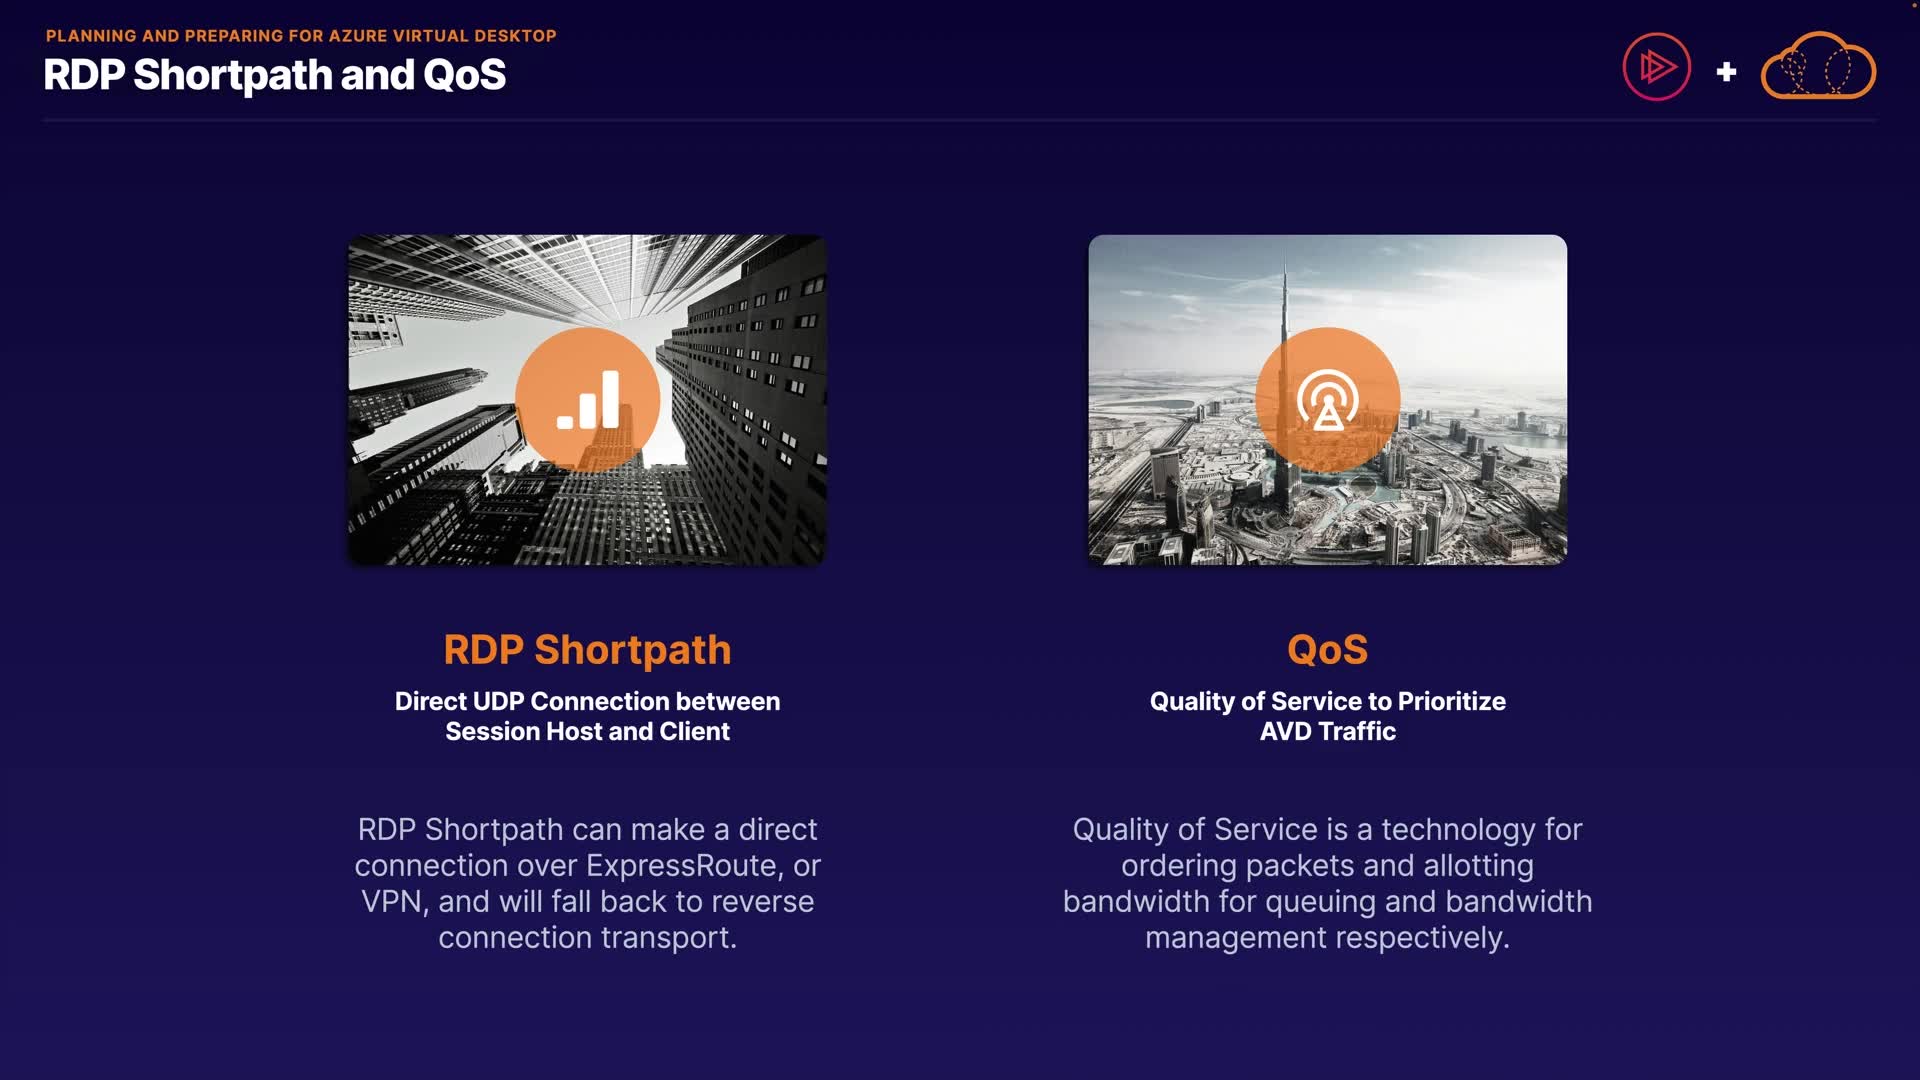 PLANNING AND PREPARING FOR AZURE VIRTUAL DESKTOP
RDP Shortpath and QoS
RDP Shortpath
Direct UDP Connection between
Session Host and Client
RDP Shortpath can make a direct
connection over ExpressRoute, or
VPN, and will fall back to reverse
connection transport.
QoS
Quality of Service to Prioritize
AVD Traffic
Quality of Service is a technology for
ordering packets and allotting
bandwidth for queuing and bandwidth
management respectively.